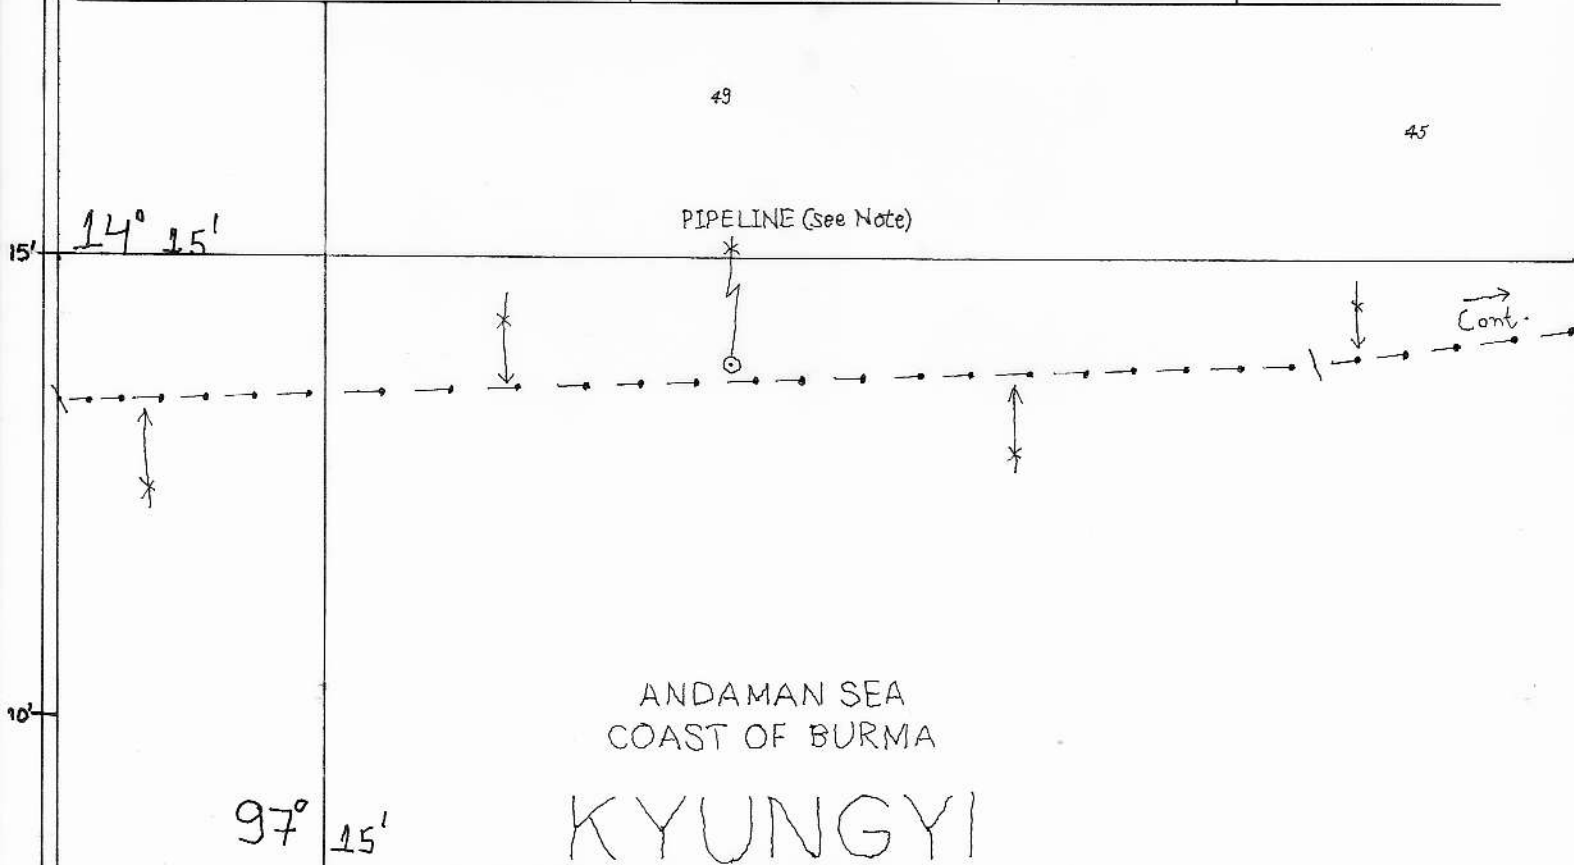 49
45
14° 15'
PIPELINE (see Note)
15'
Cont.
ANDAMAN SEA
COAST OF BURMA
10'
97° 15'
KYUNGYI